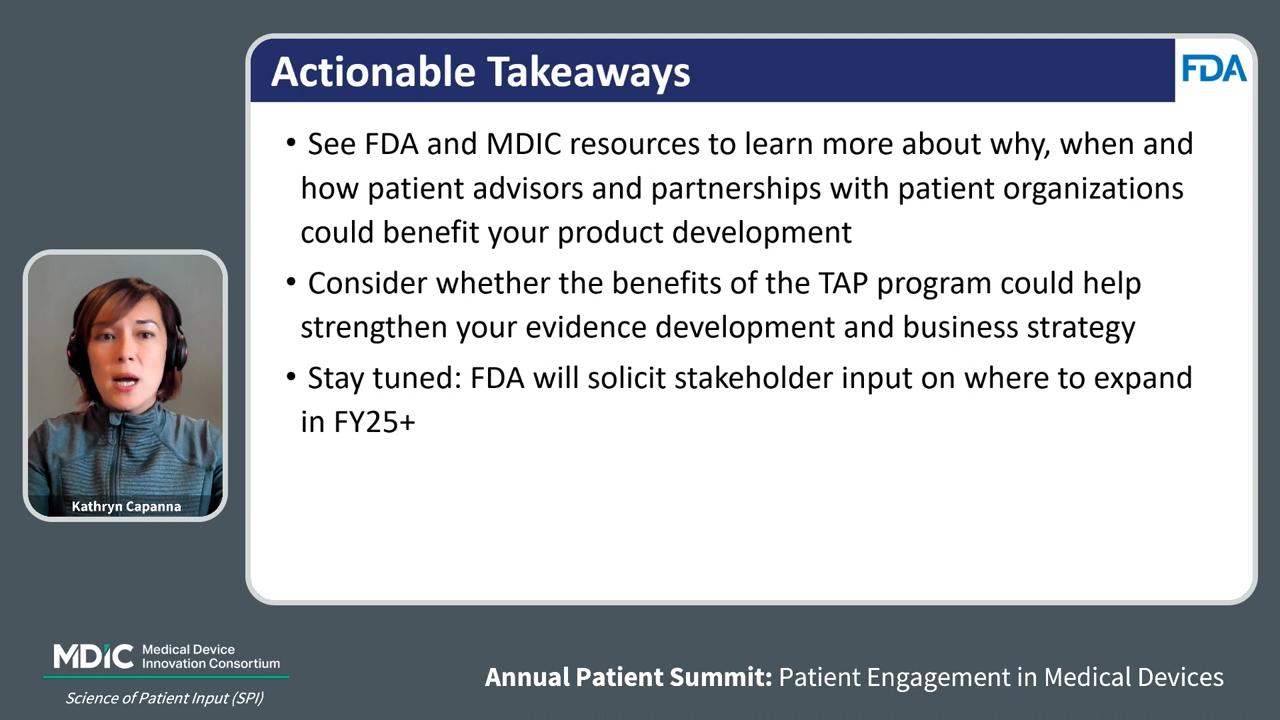 Actionable Takeaways
FDA
• See FDA and MDIC resources to learn more about why, when and
how patient advisors and partnerships with patient organizations
could benefit your product development
• Consider whether the benefits of the TAP program could help
strengthen your evidence development and business strategy
• Stay tuned: FDA will solicit stakeholder input on where to expand
in FY25+
Kathryn Capanna
MDIC Medical Device
Innovation Consortium
Science of Patient Input (SPI)
Annual Patient Summit: Patient Engagement in Medical Devices